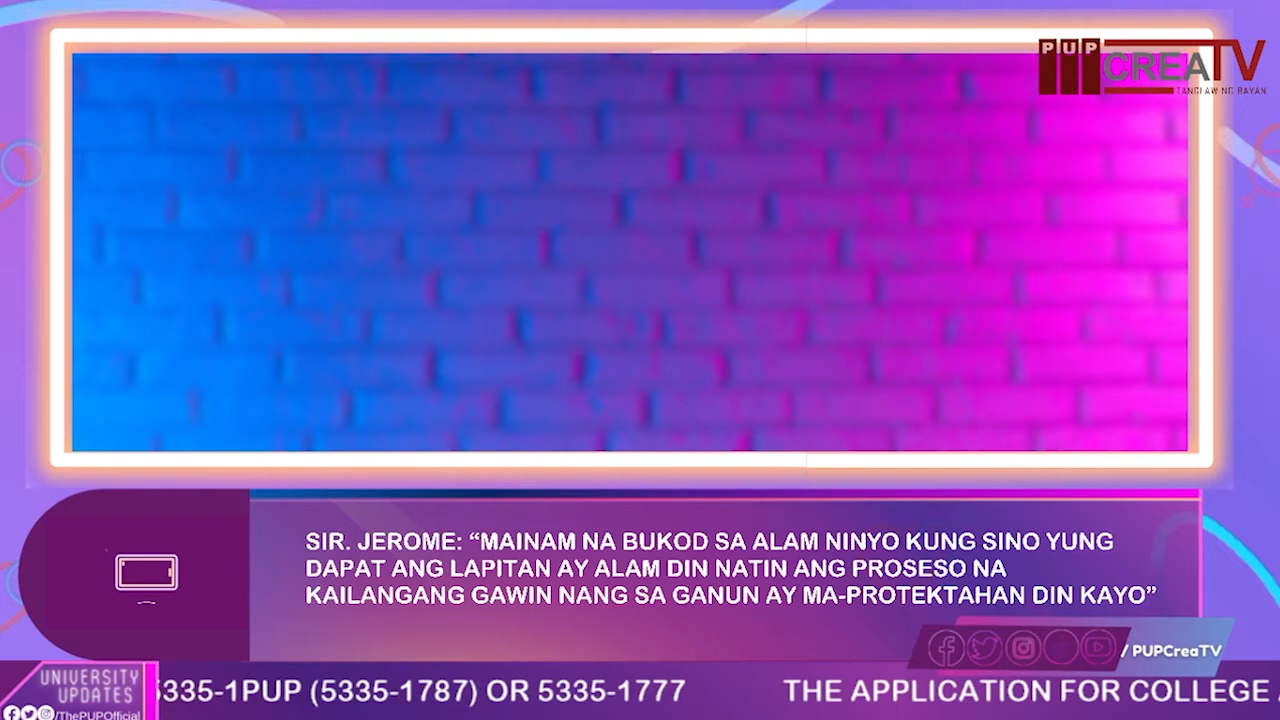 PUP CREATV
TANGLAW NG BAYAN
SIR. JEROME: “MAINAM NA BUKOD SA ALAM NINYO KUNG SINO YUNG
DAPAT ANG LAPITAN AY ALAM DIN NATIN ANG PROSESO NA
KAILANGANG GAWIN NANG SA GANUN AY MA-PROTEKTAHAN DIN KAYO”
/ PUPCreaTV
UNIVERSITY
UPDATES
/ThePUPOfficial
5335-1PUP (5335-1787) OR 5335-1777 THE APPLICATION FOR COLLEGE